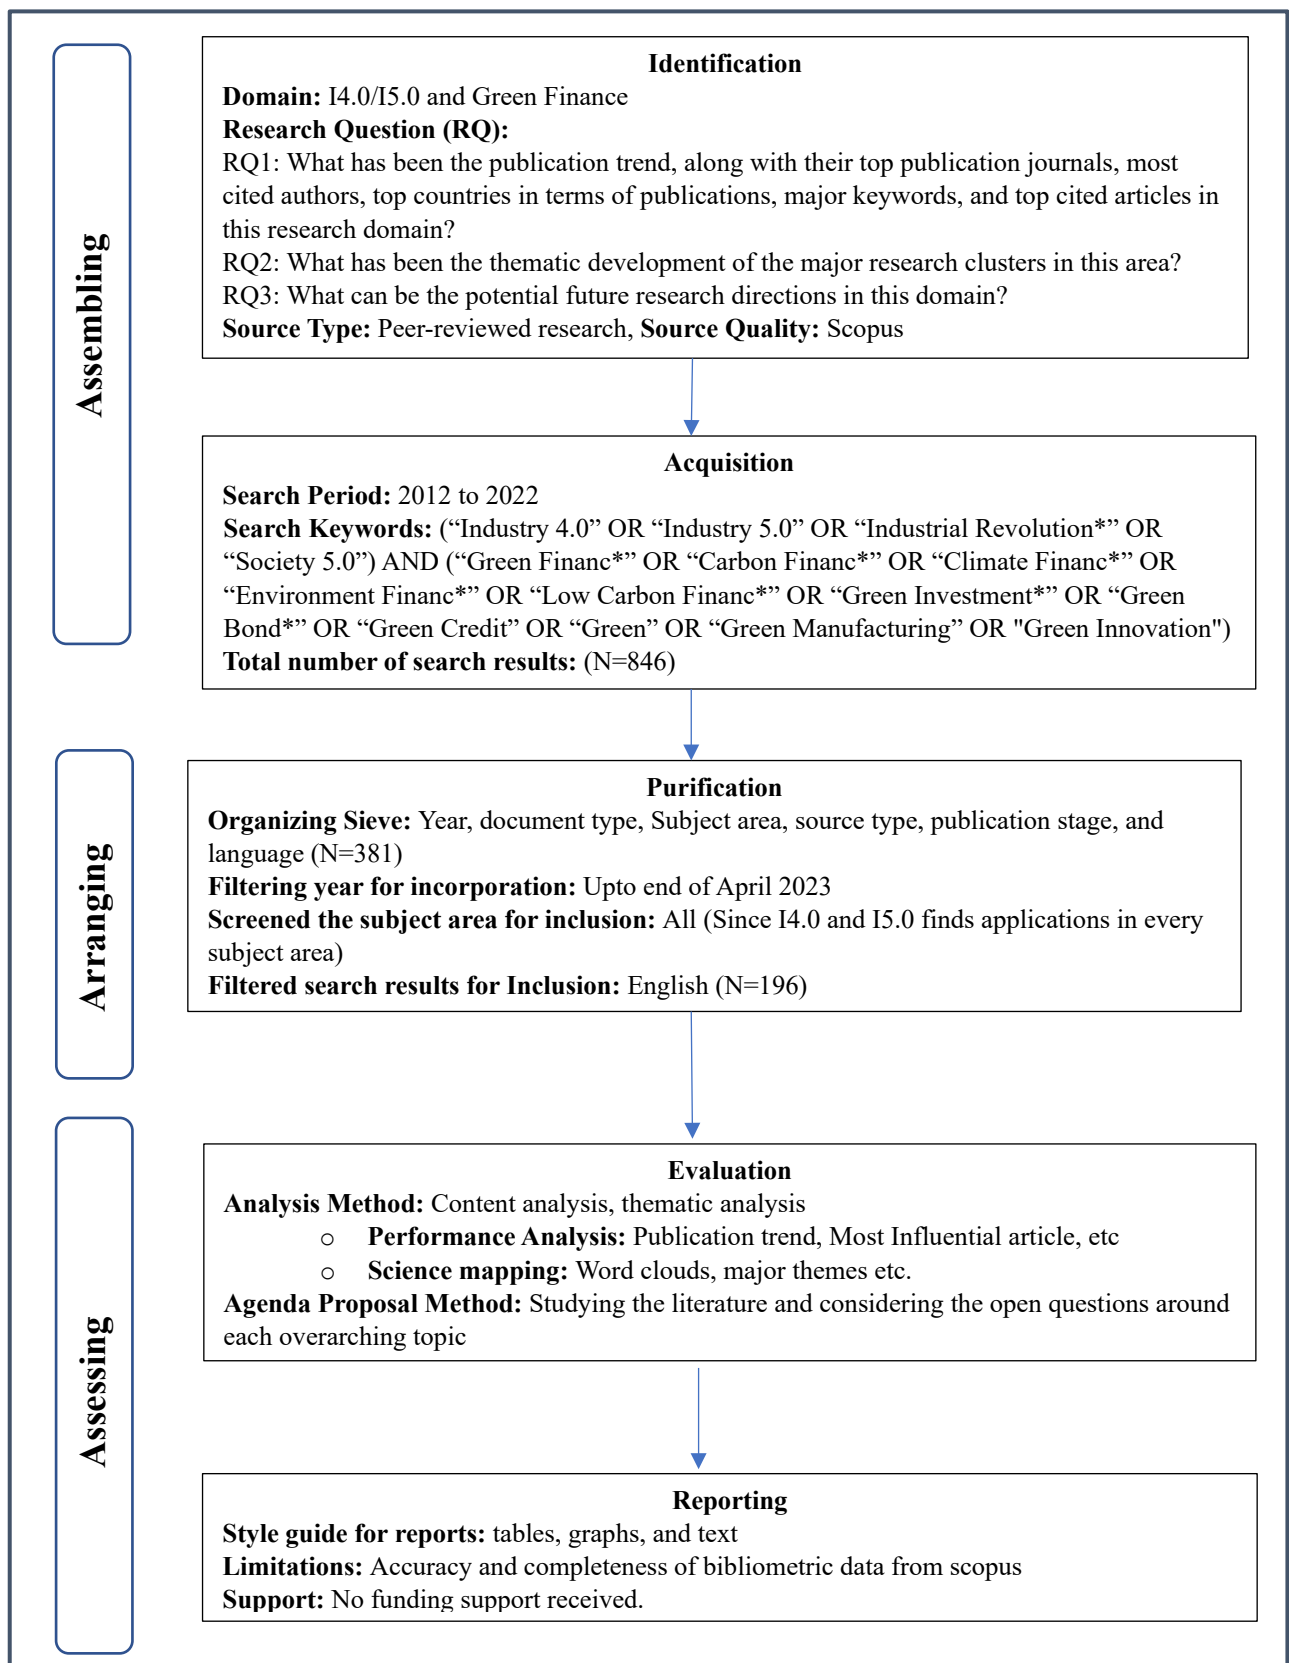 Assembling
Identification
Domain: I4.0/I5.0 and Green Finance
Research Question (RQ):
RQ1: What has been the publication trend, along with their top publication journals, most
cited authors, top countries in terms of publications, major keywords, and top cited articles in
this research domain?
RQ2: What has been the thematic development of the major research clusters in this area?
RQ3: What can be the potential future research directions in this domain?
Source Type: Peer-reviewed research, Source Quality: Scopus
Acquisition
Search Period: 2012 to 2022
Search Keywords: (“Industry 4.0” OR “Industry 5.0” OR “Industrial Revolution*” OR
“Society 5.0”) AND (“Green Financ*” OR “Carbon Financ*” OR “Climate Financ*” OR
“Environment Financ*” OR “Low Carbon Financ*” OR “Green Investment*” OR “Green
Bond*” OR “Green Credit” OR “Green” OR “Green Manufacturing” OR "Green Innovation")
Total number of search results: (N=846)
Arranging
Purification
Organizing Sieve: Year, document type, Subject area, source type, publication stage, and
language (N=381)
Filtering year for incorporation: Upto end of April 2023
Screened the subject area for inclusion: All (Since I4.0 and I5.0 finds applications in every
subject area)
Filtered search results for Inclusion: English (N=196)
Assessing
Evaluation
Analysis Method: Content analysis, thematic analysis
o Performance Analysis: Publication trend, Most Influential article, etc
o Science mapping: Word clouds, major themes etc.
Agenda Proposal Method: Studying the literature and considering the open questions around
each overarching topic
Reporting
Style guide for reports: tables, graphs, and text
Limitations: Accuracy and completeness of bibliometric data from scopus
Support: No funding support received.